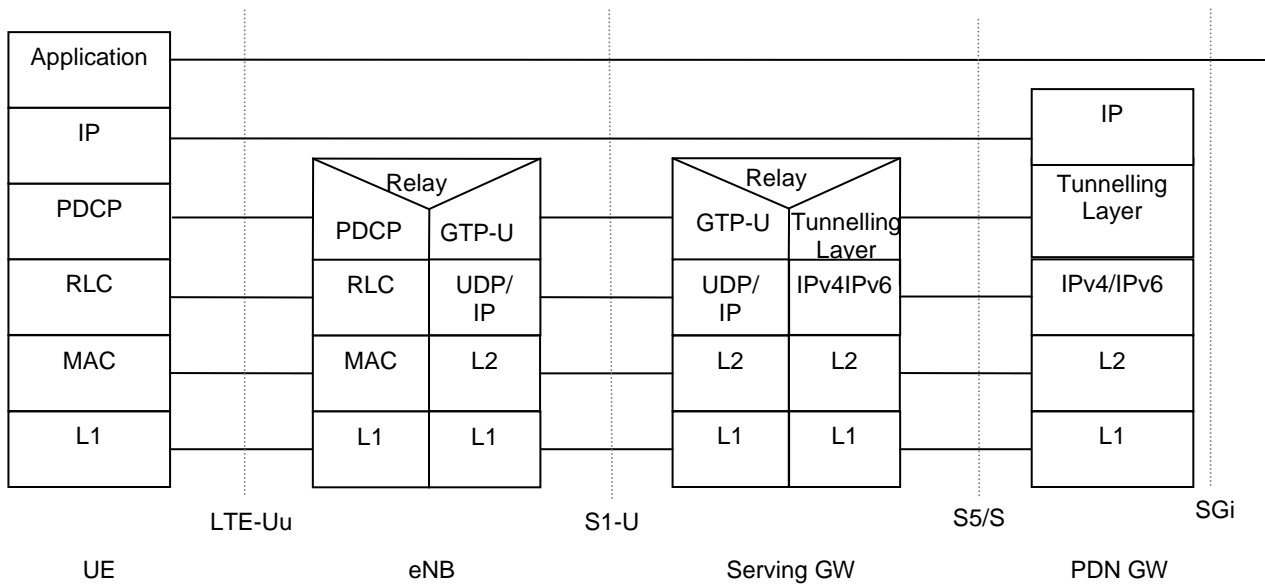 Application
IP
PDCP
RLC
MAC
L1
Relay
PDCP
GTP-U
RLC
UDP/
IP
MAC
L2
L1
L1
Relay
GTP-U
Tunnelling
Layer
UDP/
IP
IPv4IPv6
L2
L2
L1
L1
IP
Tunnelling
Layer
IPv4/IPv6
L2
L1
LTE-Uu
S1-U
S5/S
SGi
UE
eNB
Serving GW
PDN GW